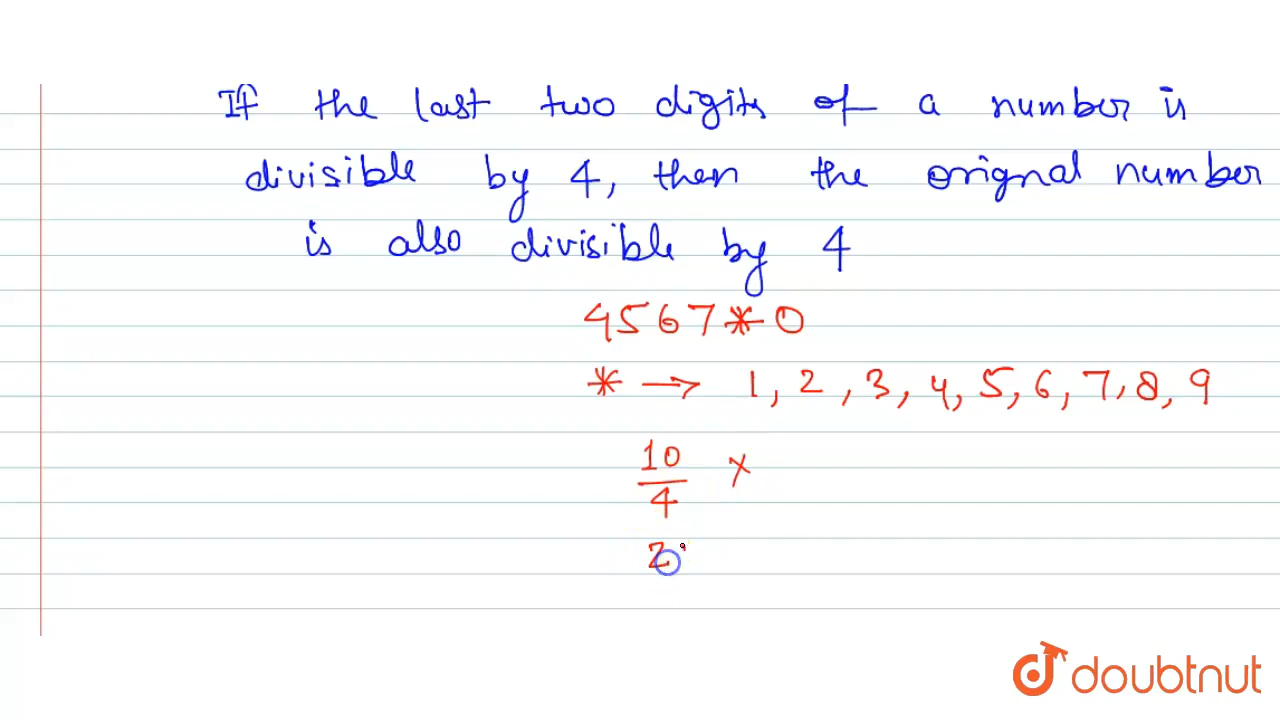 If the last two digits of a number is
divisible by 4, then the orignal number
is also divisible by 4
4567*0
* → 1, 2, 3, 4, 5, 6, 7, 8, 9
10
4 ×
2
doubtnut